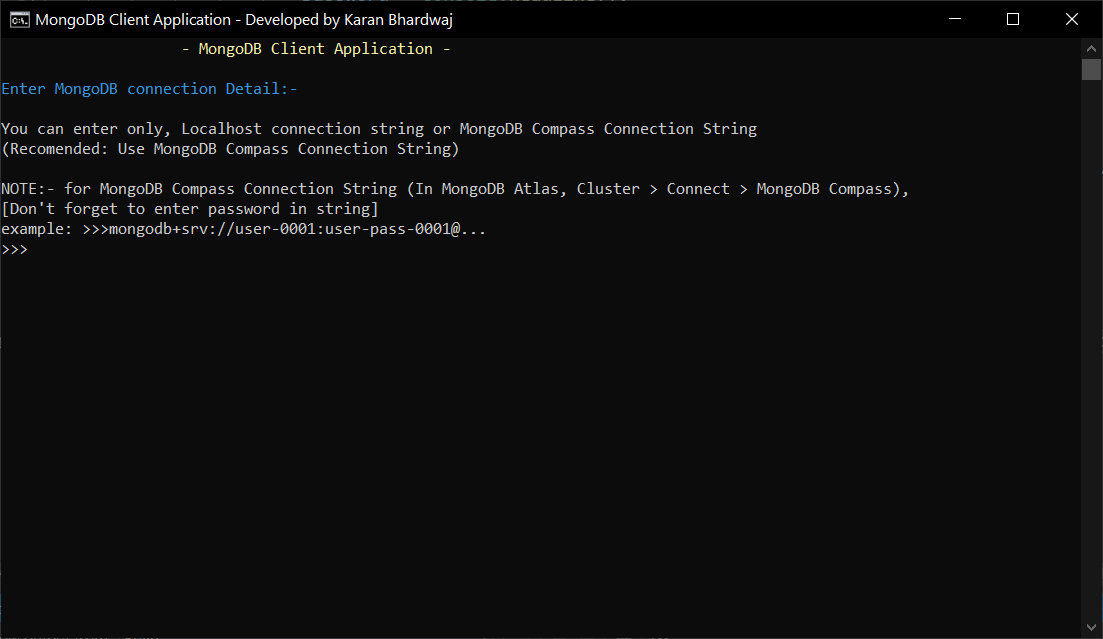 MongoDB Client Application - Developed by Karan Bhardwaj
- MongoDB Client Application -
Enter MongoDB connection Detail:-
You can enter only, Localhost connection string or MongoDB Compass Connection String
(Recomended: Use MongoDB Compass Connection String)
NOTE:- for MongoDB Compass Connection String (In MongoDB Atlas, Cluster > Connect > MongoDB Compass),
[Don't forget to enter password in string]
example: >>>mongodb+srv://user-0001:user-pass-0001@...
>>>